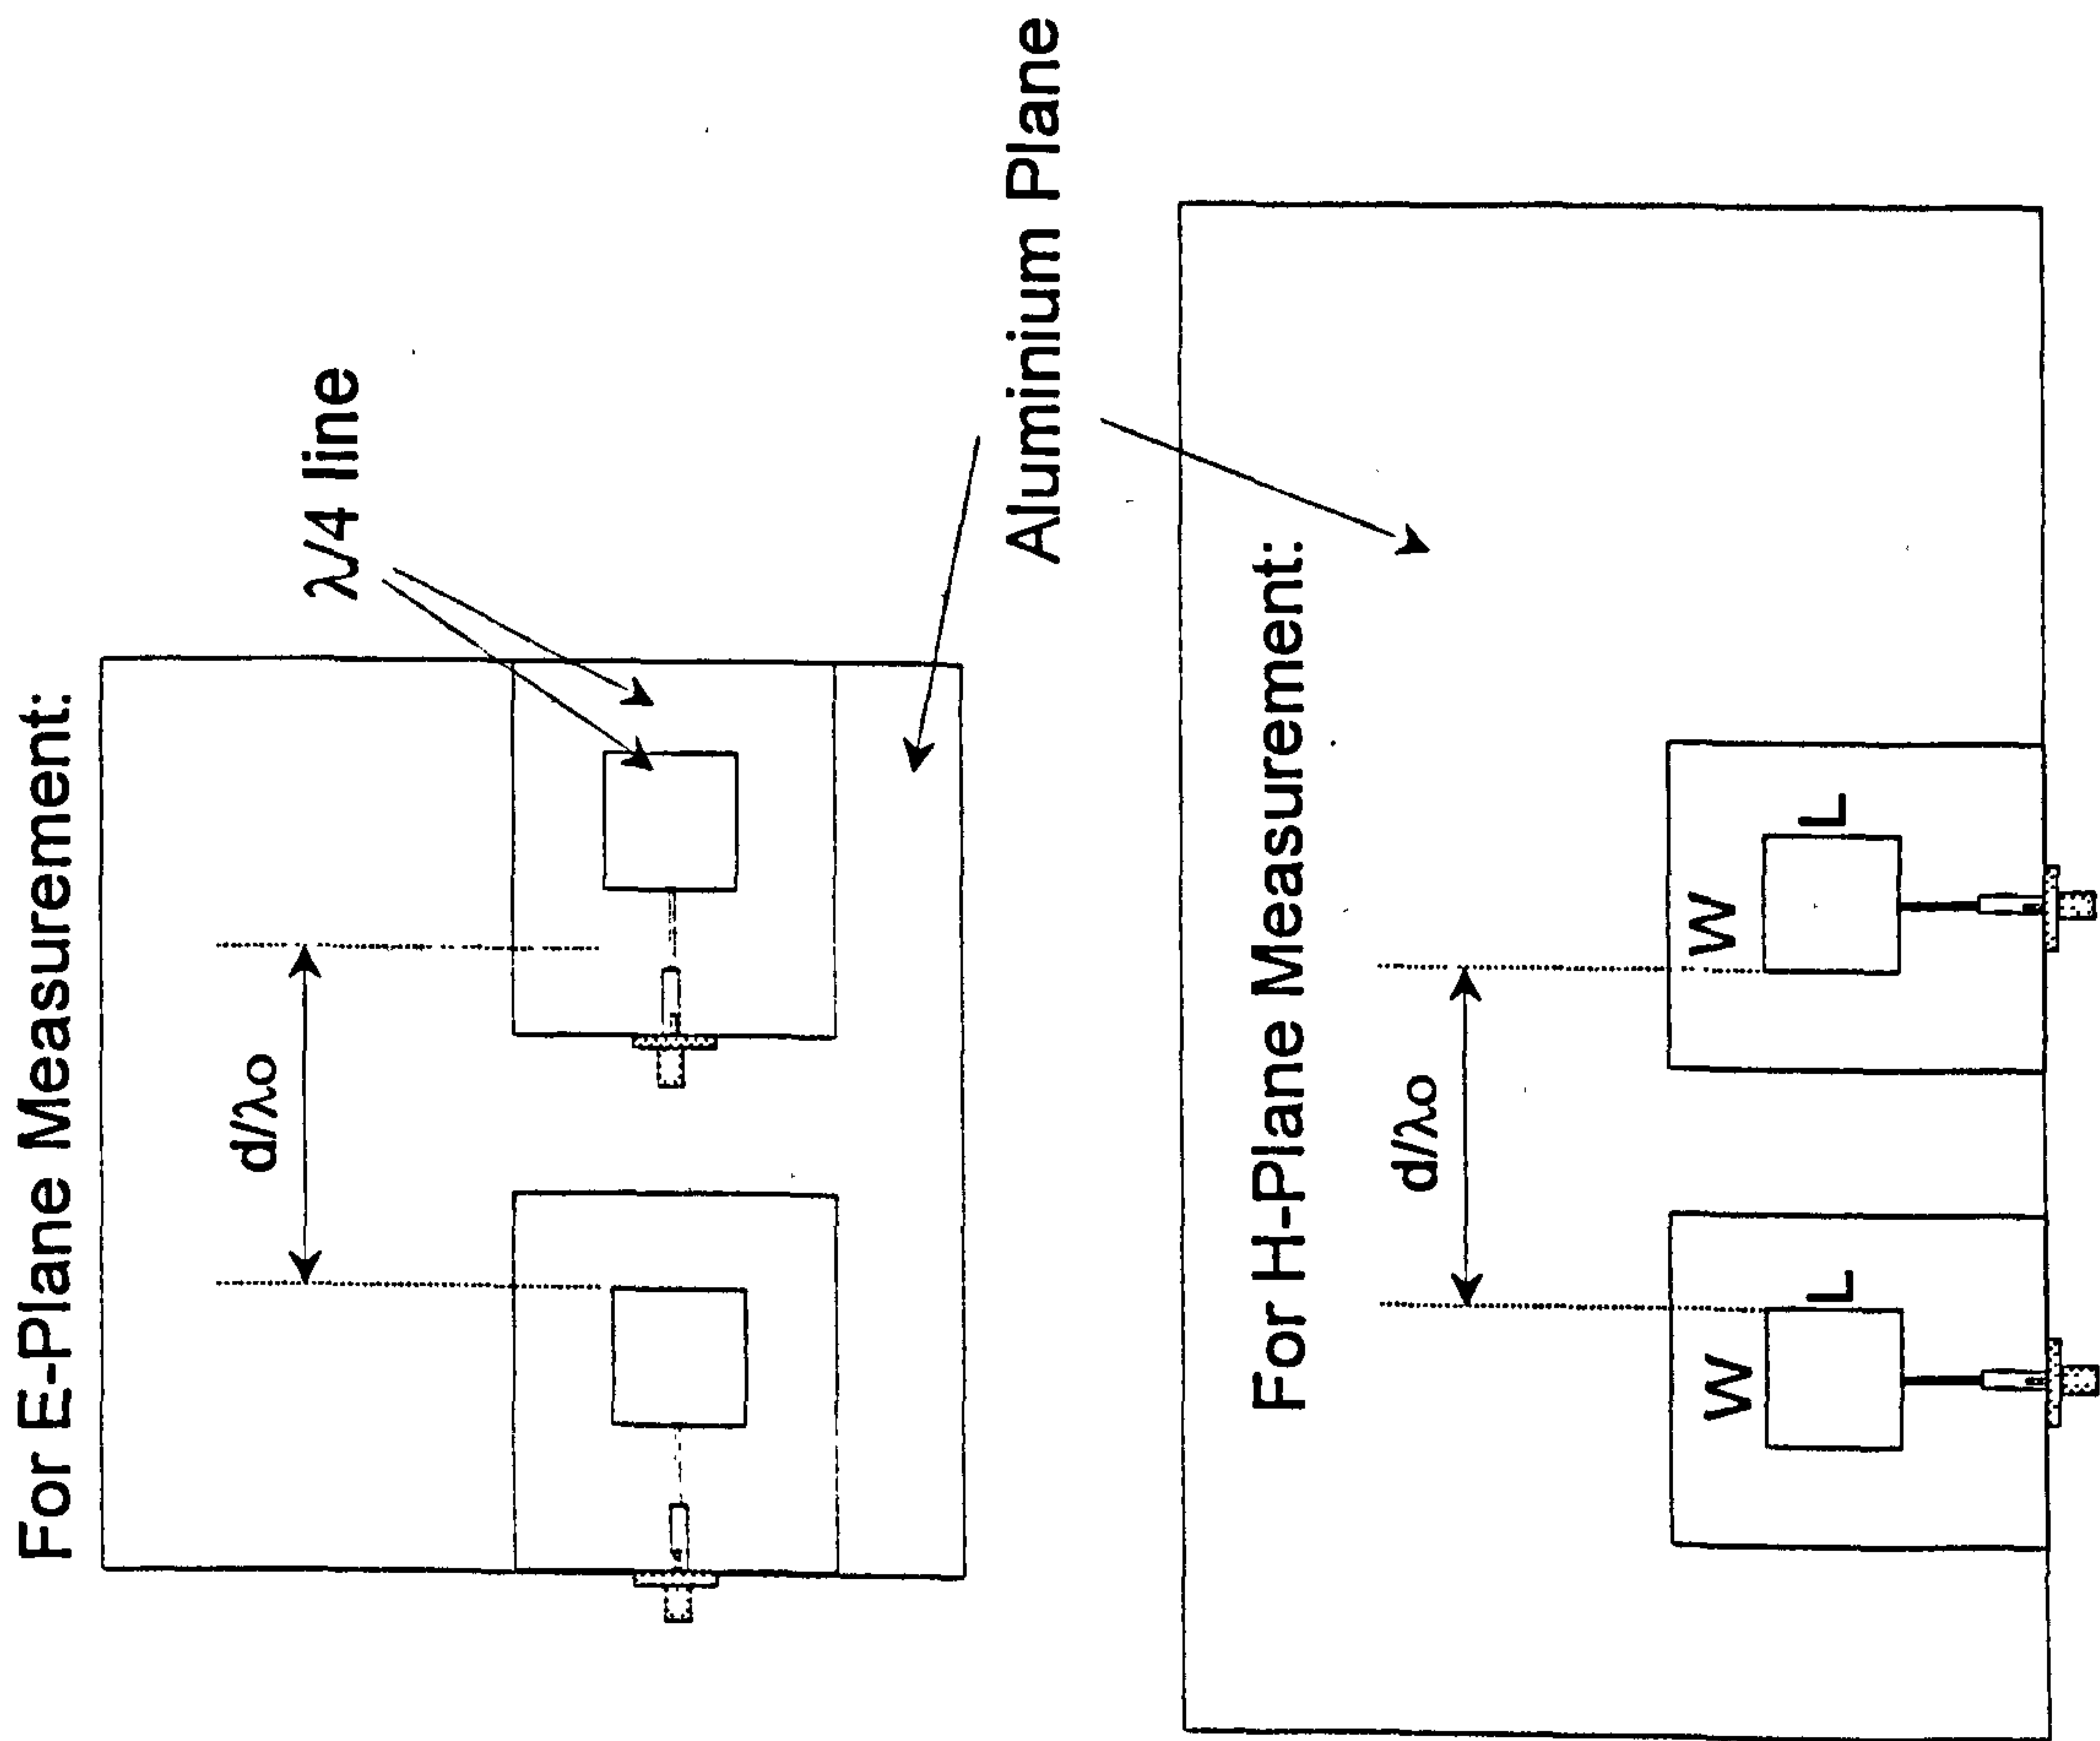 For E-Plane Measurement:
d/λo
λ/4 line
Aluminium Plane
For H-Plane Measurement:
d/λo
W
L
W
L